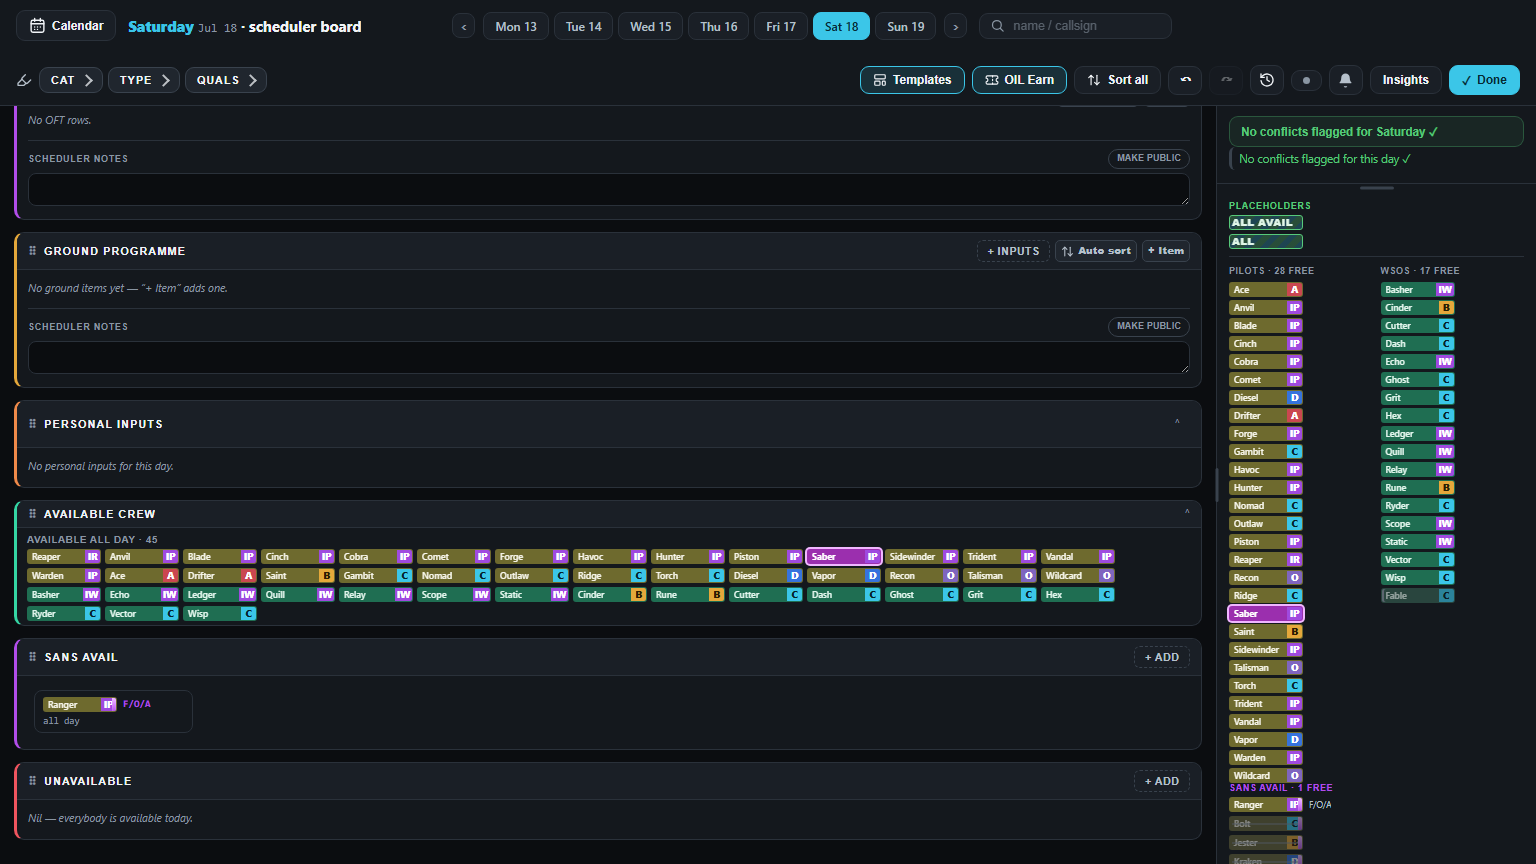 Calendar
Saturday Jul 18 · scheduler board
‹ Mon 13 Tue 14 Wed 15 Thu 16 Fri 17 Sat 18 Sun 19 ›
name / callsign
CAT TYPE QUALS
Templates OIL Earn Sort all Insights ✓ Done
No OFT rows.
SCHEDULER NOTES MAKE PUBLIC
GROUND PROGRAMME + INPUTS Auto sort + Item
No ground items yet — "+ Item" adds one.
SCHEDULER NOTES MAKE PUBLIC
PERSONAL INPUTS ^
No personal inputs for this day.
AVAILABLE CREW ^
AVAILABLE ALL DAY · 45
Reaper IR Anvil IP Blade IP Cinch IP Cobra IP Comet IP Forge IP Havoc IP Hunter IP Piston IP Saber IP Sidewinder IP Trident IP Vandal IP
Warden IP Ace A Drifter A Saint B Gambit C Nomad C Outlaw C Ridge C Torch C Diesel D Vapor D Recon O Talisman O Wildcard O
Basher IW Echo IW Ledger IW Quill IW Relay IW Scope IW Static IW Cinder B Rune B Cutter C Dash C Ghost C Grit C Hex C
Ryder C Vector C Wisp C
SANS AVAIL + ADD
Ranger IP F/O/A
all day
UNAVAILABLE + ADD
Nil — everybody is available today.
No conflicts flagged for Saturday ✓
No conflicts flagged for this day ✓
PLACEHOLDERS
ALL AVAIL
ALL
PILOTS · 28 FREE
Ace A
Anvil IP
Blade IP
Cinch IP
Cobra IP
Comet IP
Diesel D
Drifter A
Forge IP
Gambit C
Havoc IP
Hunter IP
Nomad C
Outlaw C
Piston IP
Reaper IR
Recon O
Ridge C
Saber IP
Saint B
Sidewinder IP
Talisman O
Torch C
Trident IP
Vandal IP
Vapor D
Warden IP
Wildcard O
WSOS · 17 FREE
Basher IW
Cinder B
Cutter C
Dash C
Echo IW
Ghost C
Grit C
Hex C
Ledger IW
Quill IW
Relay IW
Rune B
Ryder C
Scope IW
Static IW
Vector C
Wisp C
Fable C
SANS AVAIL · 1 FREE
Ranger IP F/O/A
Bolt C
Jester B
Kraken D